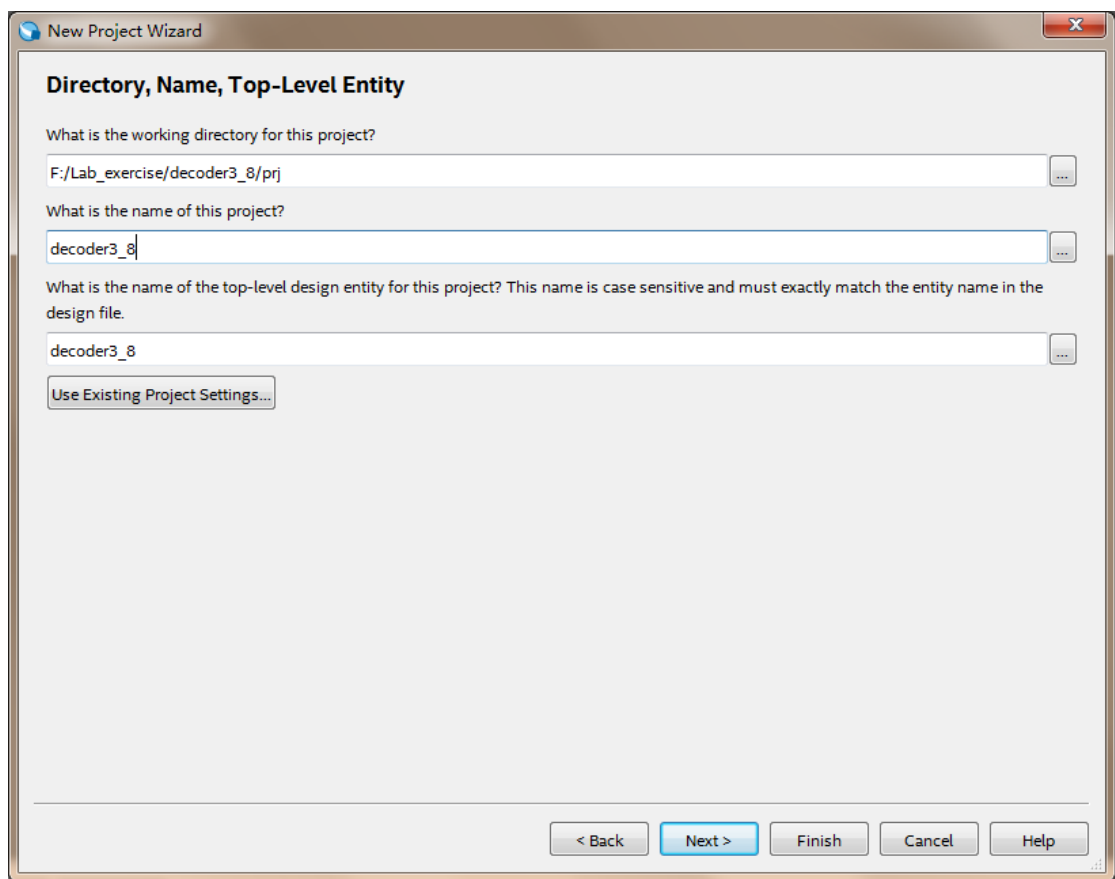 New Project Wizard
Directory, Name, Top-Level Entity
What is the working directory for this project?
F:/Lab_exercise/decoder3_8/prj
...
What is the name of this project?
decoder3_8
...
What is the name of the top-level design entity for this project? This name is case sensitive and must exactly match the entity name in the
design file.
decoder3_8
...
Use Existing Project Settings...
< Back Next > Finish Cancel Help